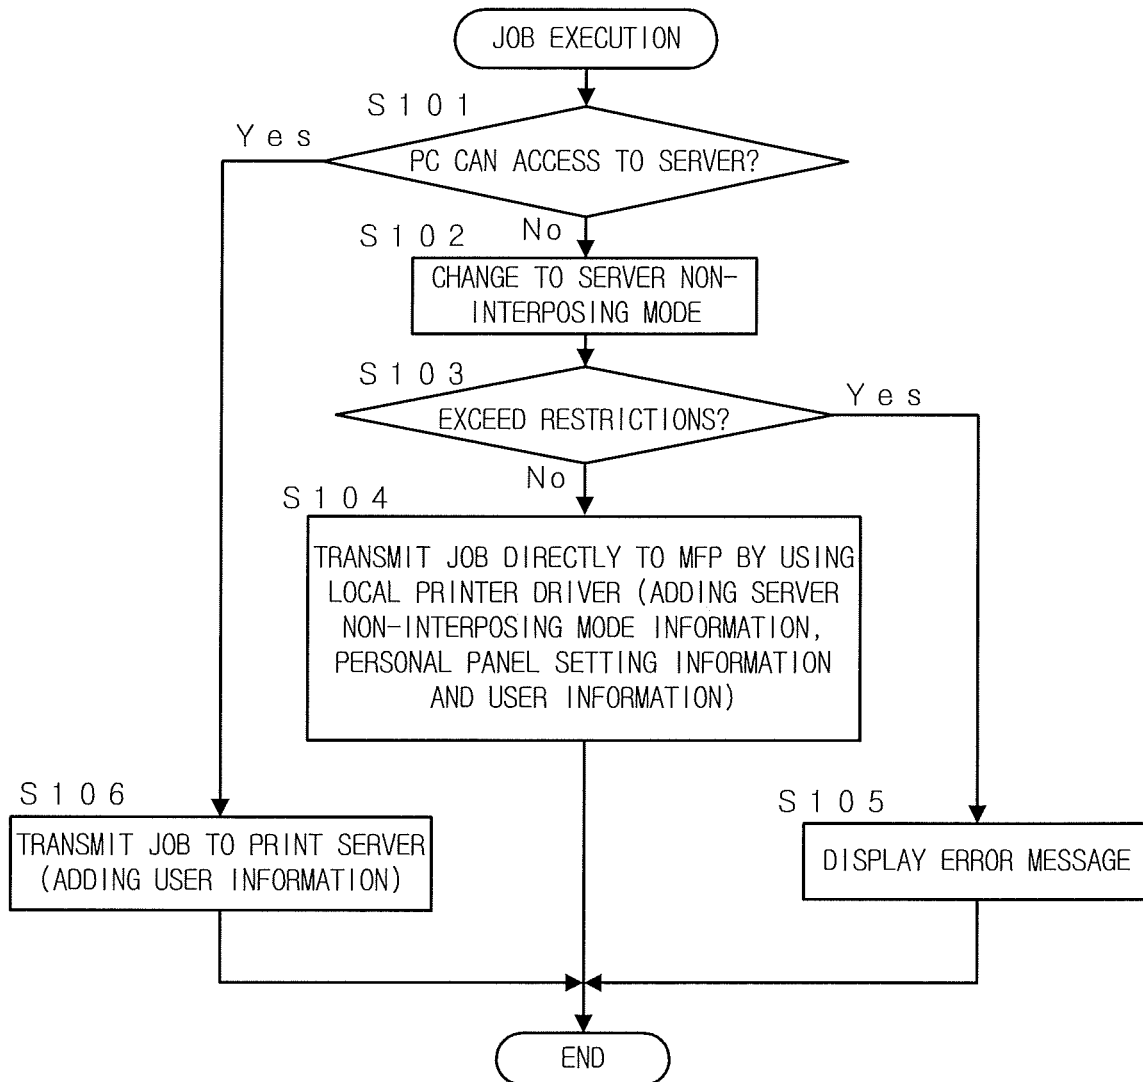 JOB EXECUTION
S101
Yes
PC CAN ACCESS TO SERVER?
No
S102
CHANGE TO SERVER NON-
INTERPOSING MODE
S103
Yes
EXCEED RESTRICTIONS?
No
S104
TRANSMIT JOB DIRECTLY TO MFP BY USING
LOCAL PRINTER DRIVER (ADDING SERVER
NON-INTERPOSING MODE INFORMATION,
PERSONAL PANEL SETTING INFORMATION
AND USER INFORMATION)
S106
TRANSMIT JOB TO PRINT SERVER
(ADDING USER INFORMATION)
S105
DISPLAY ERROR MESSAGE
END